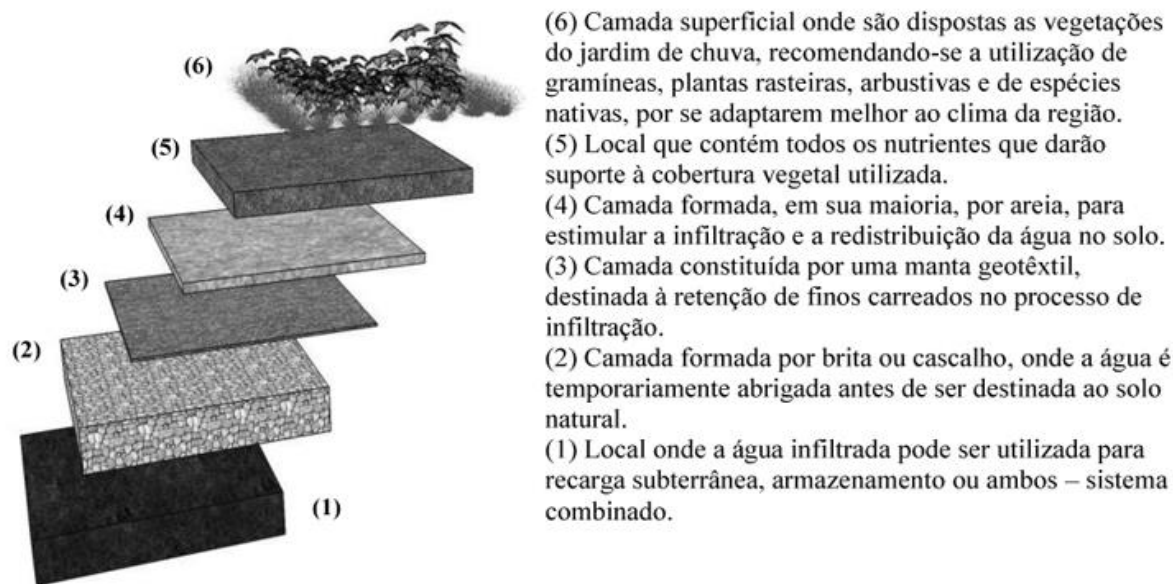 (6)
(5)
(4)
(3)
(2)
(1)
(6) Camada superficial onde são dispostas as vegetações
do jardim de chuva, recomendando-se a utilização de
gramíneas, plantas rasteiras, arbustivas e de espécies
nativas, por se adaptarem melhor ao clima da região.
(5) Local que contém todos os nutrientes que darão
suporte à cobertura vegetal utilizada.
(4) Camada formada, em sua maioria, por areia, para
estimular a infiltração e a redistribuição da água no solo.
(3) Camada constituída por uma manta geotêxtil,
destinada à retenção de finos carreados no processo de
infiltração.
(2) Camada formada por brita ou cascalho, onde a água é
temporariamente abrigada antes de ser destinada ao solo
natural.
(1) Local onde a água infiltrada pode ser utilizada para
recarga subterrânea, armazenamento ou ambos – sistema
combinado.